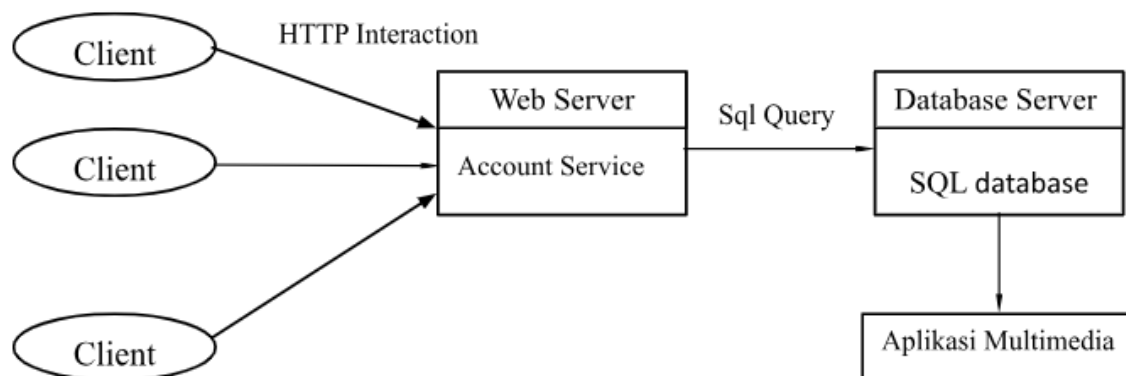 Client
HTTP Interaction
Client
Client
Web Server
Account Service
Sql Query
Database Server
SQL database
Aplikasi Multimedia